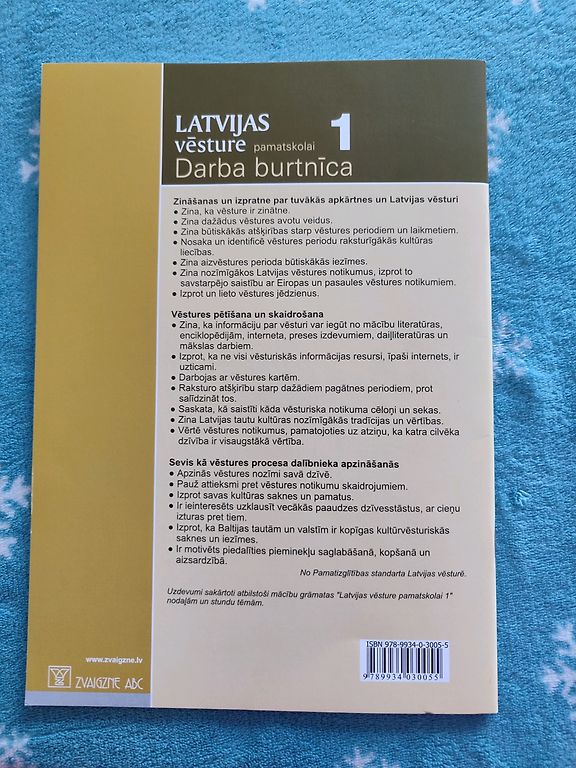 LATVIJAS
vēsture pamatskolai 1
Darba burtnīca
Zināšanas un izpratne par tuvākās apkārtnes un Latvijas vēsturi
● Zina, ka vēsture ir zinātne.
● Zina dažādus vēstures avotu veidus.
● Zina būtiskākās atšķirības starp vēstures periodiem un laikmetiem.
● Nosaka un identificē vēstures periodu raksturīgākās kultūras
liecības.
● Zina aizvēstures perioda būtiskākās iezīmes.
● Zina nozīmīgākos Latvijas vēstures notikumus, izprot to
savstarpējo saistību ar Eiropas un pasaules vēstures notikumiem.
● Izprot un lieto vēstures jēdzienus.
Vēstures pētīšana un skaidrošana
● Zina, ka informāciju par vēsturi var iegūt no mācību literatūras,
enciklopēdijām, interneta, preses izdevumiem, daiļliteratūras un
mākslas darbiem.
● Izprot, ka ne visi vēsturiskās informācijas resursi, īpaši internets, ir
uzticami.
● Darbojas ar vēstures kartēm.
● Raksturo atšķirību starp dažādiem pagātnes periodiem, prot
salīdzināt tos.
● Saskata, kā saistīti kāda vēsturiska notikuma cēloņi un sekas.
● Zina Latvijas tautu kultūras nozīmīgākās tradīcijas un vērtības.
● Vērtē vēstures notikumus, pamatojoties uz atziņu, ka katra cilvēka
dzīvība ir visaugstākā vērtība.
Sevis kā vēstures procesa dalībnieka apzināšanās
● Apzinās vēstures nozīmi savā dzīvē.
● Pauž attieksmi pret vēstures notikumu skaidrojumiem.
● Izprot savas kultūras saknes un pamatus.
● Ir ieinteresēts uzklausīt vecākās paaudzes dzīvesstāstus, ar cieņu
izturas pret tiem.
● Izprot, ka Baltijas tautām un valstīm ir kopīgas kultūrvēsturiskās
saknes un iezīmes.
● Ir motivēts piedalīties pieminekļu saglabāšanā, kopšanā un
aizsardzībā.
No Pamatizglītības standarta Latvijas vēsturē.
Uzdevumi sakārtoti atbilstoši mācību grāmatas "Latvijas vēsture pamatskolai 1"
nodaļām un stundu tēmām.
ISBN 978-9934-0-3005-5
9789934030055
www.zvaigzne.lv
ZVAIGZNE ABC